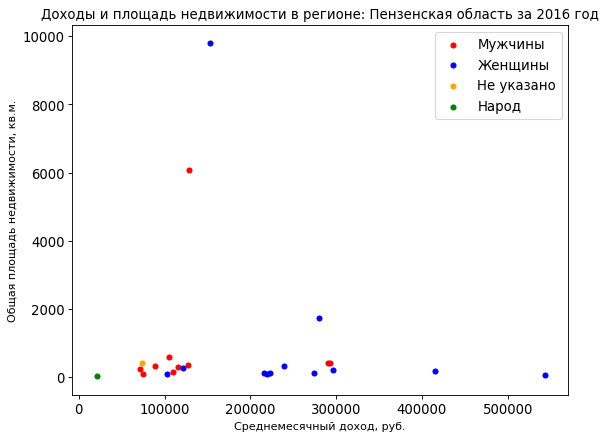 Доходы и площадь недвижимости в регионе: Пензенская область за 2016 год
Мужчины
Женщины
Не указано
Народ
Общая площадь недвижимости, кв.м.
10000
8000
6000
4000
2000
0
0 100000 200000 300000 400000 500000
Среднемесячный доход, руб.